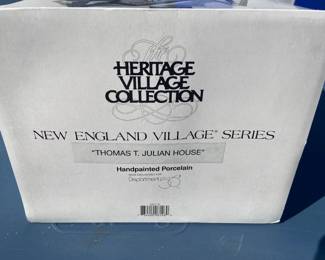 The
HERITAGE
VILLAGE
COLLECTION
NEW ENGLAND VILLAGE® SERIES
"THOMAS T. JULIAN HOUSE"
Handpainted Porcelain
Department 56